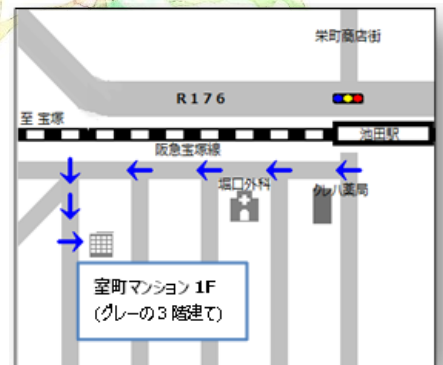 栄町商店街
R176
至 宝塚
池田駅
阪急宝塚線
堀口外科
クレハ薬局
室町マンション 1F
(グレーの3階建て)